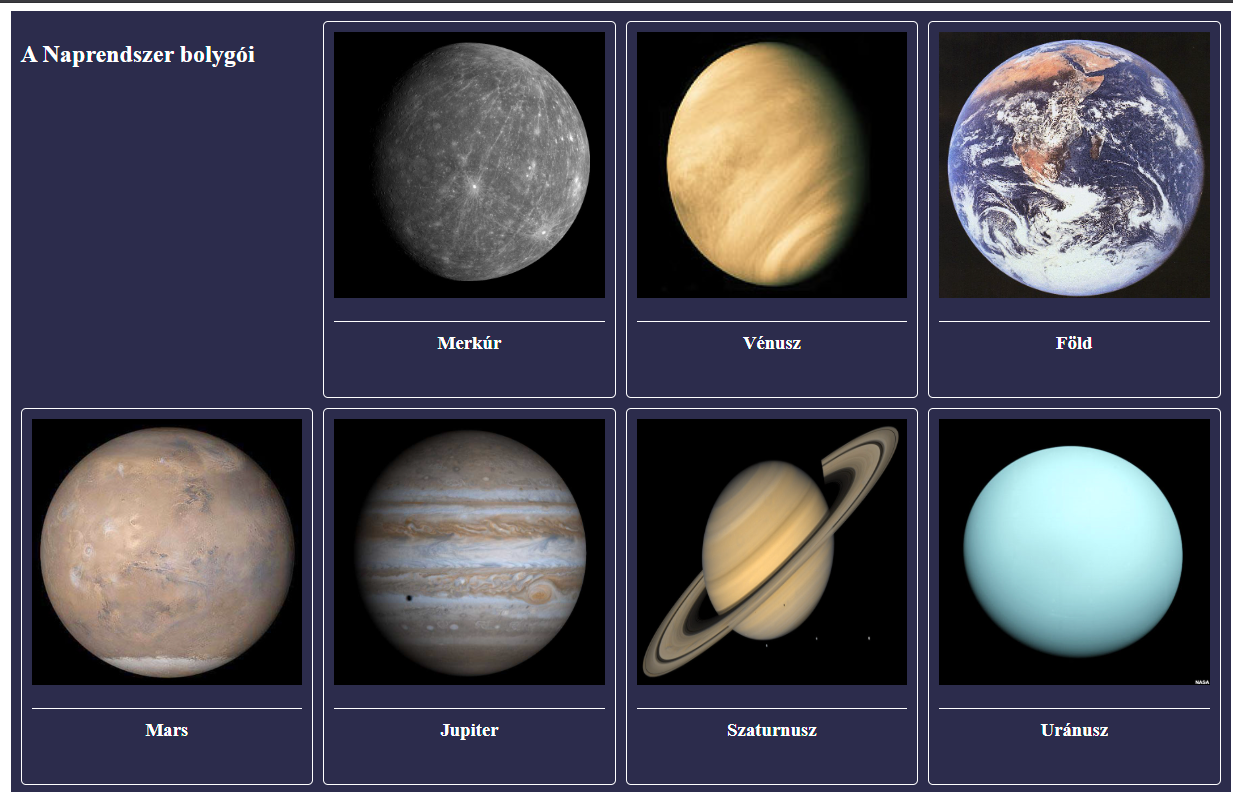 A Naprendszer bolygói
Merkúr
Vénusz
Föld
NASA
Mars
Jupiter
Szaturnusz
Uránusz